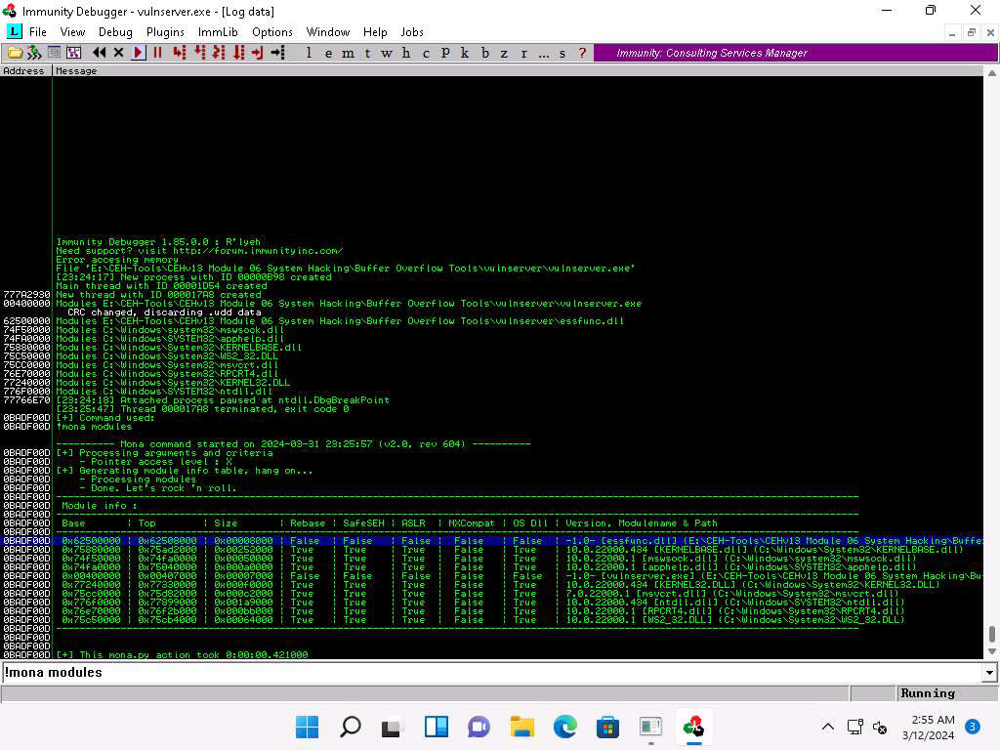 Immunity Debugger - vulnserver.exe - [Log data]
L File View Debug Plugins ImmLib Options Window Help Jobs
l e m t w h c P k b z r ... s ? Immunity: Consulting Services Manager
Address Message
Immunity Debugger 1.85.0.0 : R'lyeh
Need support? visit http://forum.immunityinc.com/
Error accesing memory
File 'E:\CEH-Tools\CEHv13 Module 06 System Hacking\Buffer Overflow Tools\vulnserver\vulnserver.exe'
[23:24:17] New process with ID 00000B98 created
Main thread with ID 00001D54 created
777A2930 New thread with ID 000017A8 created
00400000 Modules E:\CEH-Tools\CEHv13 Module 06 System Hacking\Buffer Overflow Tools\vulnserver\vulnserver.exe
CRC changed, discarding .udd data
62500000 Modules E:\CEH-Tools\CEHv13 Module 06 System Hacking\Buffer Overflow Tools\vulnserver\essfunc.dll
74F50000 Modules C:\Windows\system32\mswsock.dll
74FA0000 Modules C:\Windows\SYSTEM32\apphelp.dll
75880000 Modules C:\Windows\System32\KERNELBASE.dll
75C50000 Modules C:\Windows\System32\WS2_32.DLL
75CC0000 Modules C:\Windows\System32\msvcrt.dll
76E70000 Modules C:\Windows\System32\RPCRT4.dll
77240000 Modules C:\Windows\System32\KERNEL32.DLL
776F0000 Modules C:\Windows\SYSTEM32\ntdll.dll
77766E70 [23:24:18] Attached process paused at ntdll.DbgBreakPoint
[23:25:47] Thread 000017A8 terminated, exit code 0
0BADF00D [+] Command used:
0BADF00D !mona modules
---------- Mona command started on 2024-03-31 23:25:57 (v2.0, rev 604) ----------
0BADF00D [+] Processing arguments and criteria
0BADF00D - Pointer access level : X
0BADF00D [+] Generating module info table, hang on...
0BADF00D - Processing modules
0BADF00D - Done. Let's rock 'n roll.
0BADF00D
0BADF00D Module info :
0BADF00D
0BADF00D Base | Top | Size | Rebase | SafeSEH | ASLR | NXCompat | OS Dll | Version, Modulename & Path
0BADF00D
0BADF00D 0x62500000 | 0x62508000 | 0x00008000 | False | False | False | False | False | -1.0- [essfunc.dll] (E:\CEH-Tools\CEHv13 Module 06 System Hacking\Buffe
0BADF00D 0x75880000 | 0x75ad2000 | 0x00252000 | True | True | True | False | True | 10.0.22000.434 [KERNELBASE.dll] (C:\Windows\System32\KERNELBASE.dll)
0BADF00D 0x74f50000 | 0x74fa0000 | 0x00050000 | True | True | True | False | True | 10.0.22000.1 [mswsock.dll] (C:\Windows\system32\mswsock.dll)
0BADF00D 0x74fa0000 | 0x75040000 | 0x000a0000 | True | True | True | False | True | 10.0.22000.1 [apphelp.dll] (C:\Windows\SYSTEM32\apphelp.dll)
0BADF00D 0x00400000 | 0x00407000 | 0x00007000 | False | False | False | False | False | -1.0- [vulnserver.exe] (E:\CEH-Tools\CEHv13 Module 06 System Hacking\Bu
0BADF00D 0x77240000 | 0x77330000 | 0x000f0000 | True | True | True | False | True | 10.0.22000.434 [KERNEL32.DLL] (C:\Windows\System32\KERNEL32.DLL)
0BADF00D 0x75cc0000 | 0x75d82000 | 0x000c2000 | True | True | True | False | True | 7.0.22000.1 [msvcrt.dll] (C:\Windows\System32\msvcrt.dll)
0BADF00D 0x776f0000 | 0x77899000 | 0x001a9000 | True | True | True | False | True | 10.0.22000.434 [ntdll.dll] (C:\Windows\SYSTEM32\ntdll.dll)
0BADF00D 0x76e70000 | 0x76f2b000 | 0x000bb000 | True | True | True | False | True | 10.0.22000.1 [RPCRT4.dll] (C:\Windows\System32\RPCRT4.dll)
0BADF00D 0x75c50000 | 0x75cb4000 | 0x00064000 | True | True | True | False | True | 10.0.22000.1 [WS2_32.DLL] (C:\Windows\System32\WS2_32.DLL)
0BADF00D
0BADF00D
0BADF00D
0BADF00D [+] This mona.py action took 0:00:00.421000
!mona modules
Running
2:55 AM
3/12/2024
3